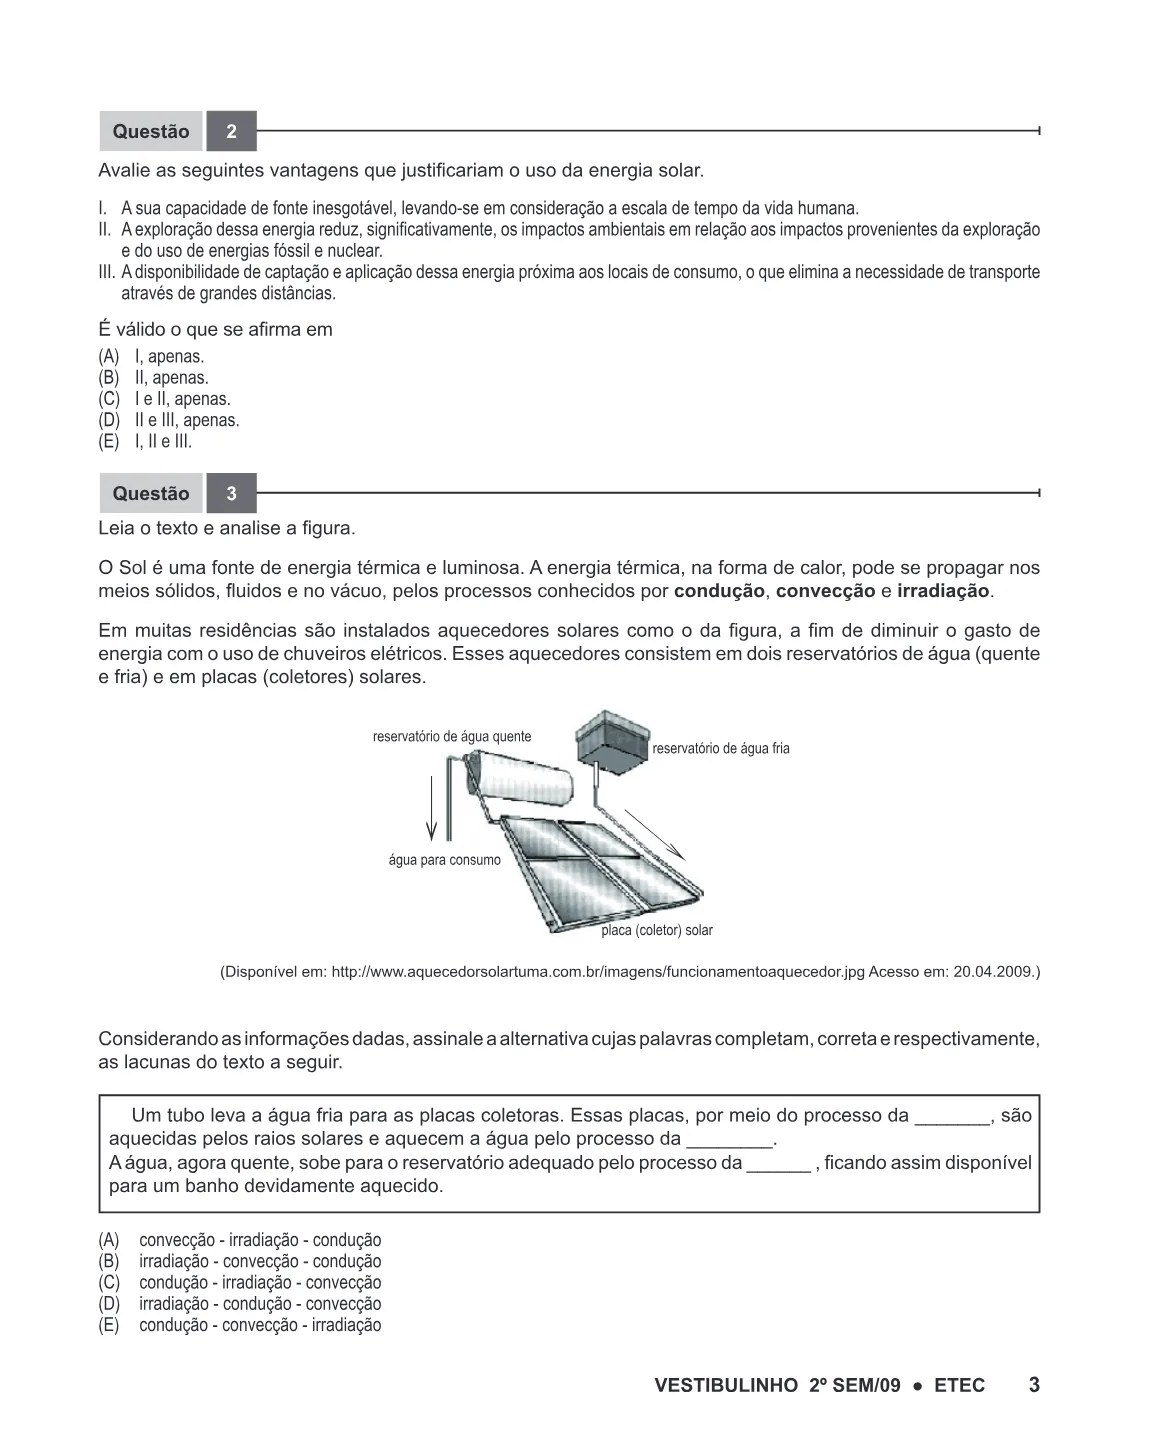 Questão 2
Avalie as seguintes vantagens que justificariam o uso da energia solar.
I. A sua capacidade de fonte inesgotável, levando-se em consideração a escala de tempo da vida humana.
II. A exploração dessa energia reduz, significativamente, os impactos ambientais em relação aos impactos provenientes da exploração
e do uso de energias fóssil e nuclear.
III. A disponibilidade de captação e aplicação dessa energia próxima aos locais de consumo, o que elimina a necessidade de transporte
através de grandes distâncias.
É válido o que se afirma em
(A) I, apenas.
(B) II, apenas.
(C) I e II, apenas.
(D) II e III, apenas.
(E) I, II e III.
Questão 3
Leia o texto e analise a figura.
O Sol é uma fonte de energia térmica e luminosa. A energia térmica, na forma de calor, pode se propagar nos
meios sólidos, fluidos e no vácuo, pelos processos conhecidos por condução, convecção e irradiação.
Em muitas residências são instalados aquecedores solares como o da figura, a fim de diminuir o gasto de
energia com o uso de chuveiros elétricos. Esses aquecedores consistem em dois reservatórios de água (quente
e fria) e em placas (coletores) solares.
reservatório de água quente
reservatório de água fria
água para consumo
placa (coletor) solar
(Disponível em: http://www.aquecedorsolartuma.com.br/imagens/funcionamentoaquecedor.jpg Acesso em: 20.04.2009.)
Considerando as informações dadas, assinale a alternativa cujas palavras completam, correta e respectivamente,
as lacunas do texto a seguir.
Um tubo leva a água fria para as placas coletoras. Essas placas, por meio do processo da _______, são
aquecidas pelos raios solares e aquecem a água pelo processo da ________.
A água, agora quente, sobe para o reservatório adequado pelo processo da ______ , ficando assim disponível
para um banho devidamente aquecido.
(A) convecção - irradiação - condução
(B) irradiação - convecção - condução
(C) condução - irradiação - convecção
(D) irradiação - condução - convecção
(E) condução - convecção - irradiação
VESTIBULINHO 2º SEM/09 ● ETEC 3